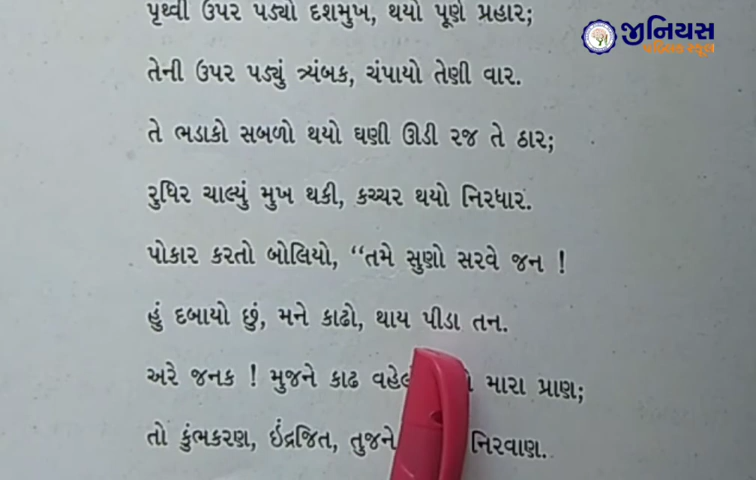 પૃથ્વી ઉપર પડ્યો દશમુખ, થયો પૂર્ણ પ્રહાર;
જીનિયસ
પબ્લિક સ્કૂલ
તેની ઉપર પડ્યું ત્ર્યંબક, ચંપાયો તેણી વાર.
તે ભડાકો સબળો થયો ઘણી ઊડી રજ તે ઠાર;
રુધિર ચાલ્યું મુખ થકી, કચ્ચર થયો નિરધાર.
પોકાર કરતો બોલિયો, “તમે સુણો સરવે જન !
હું દબાયો છું, મને કાઢો, થાય પીડા તન.
અરે જનક ! મુજને કાઢ મારા પ્રાણ;
તો કુંભકરણ, ઇંદ્રજિત, તુજને નિરવાણ.